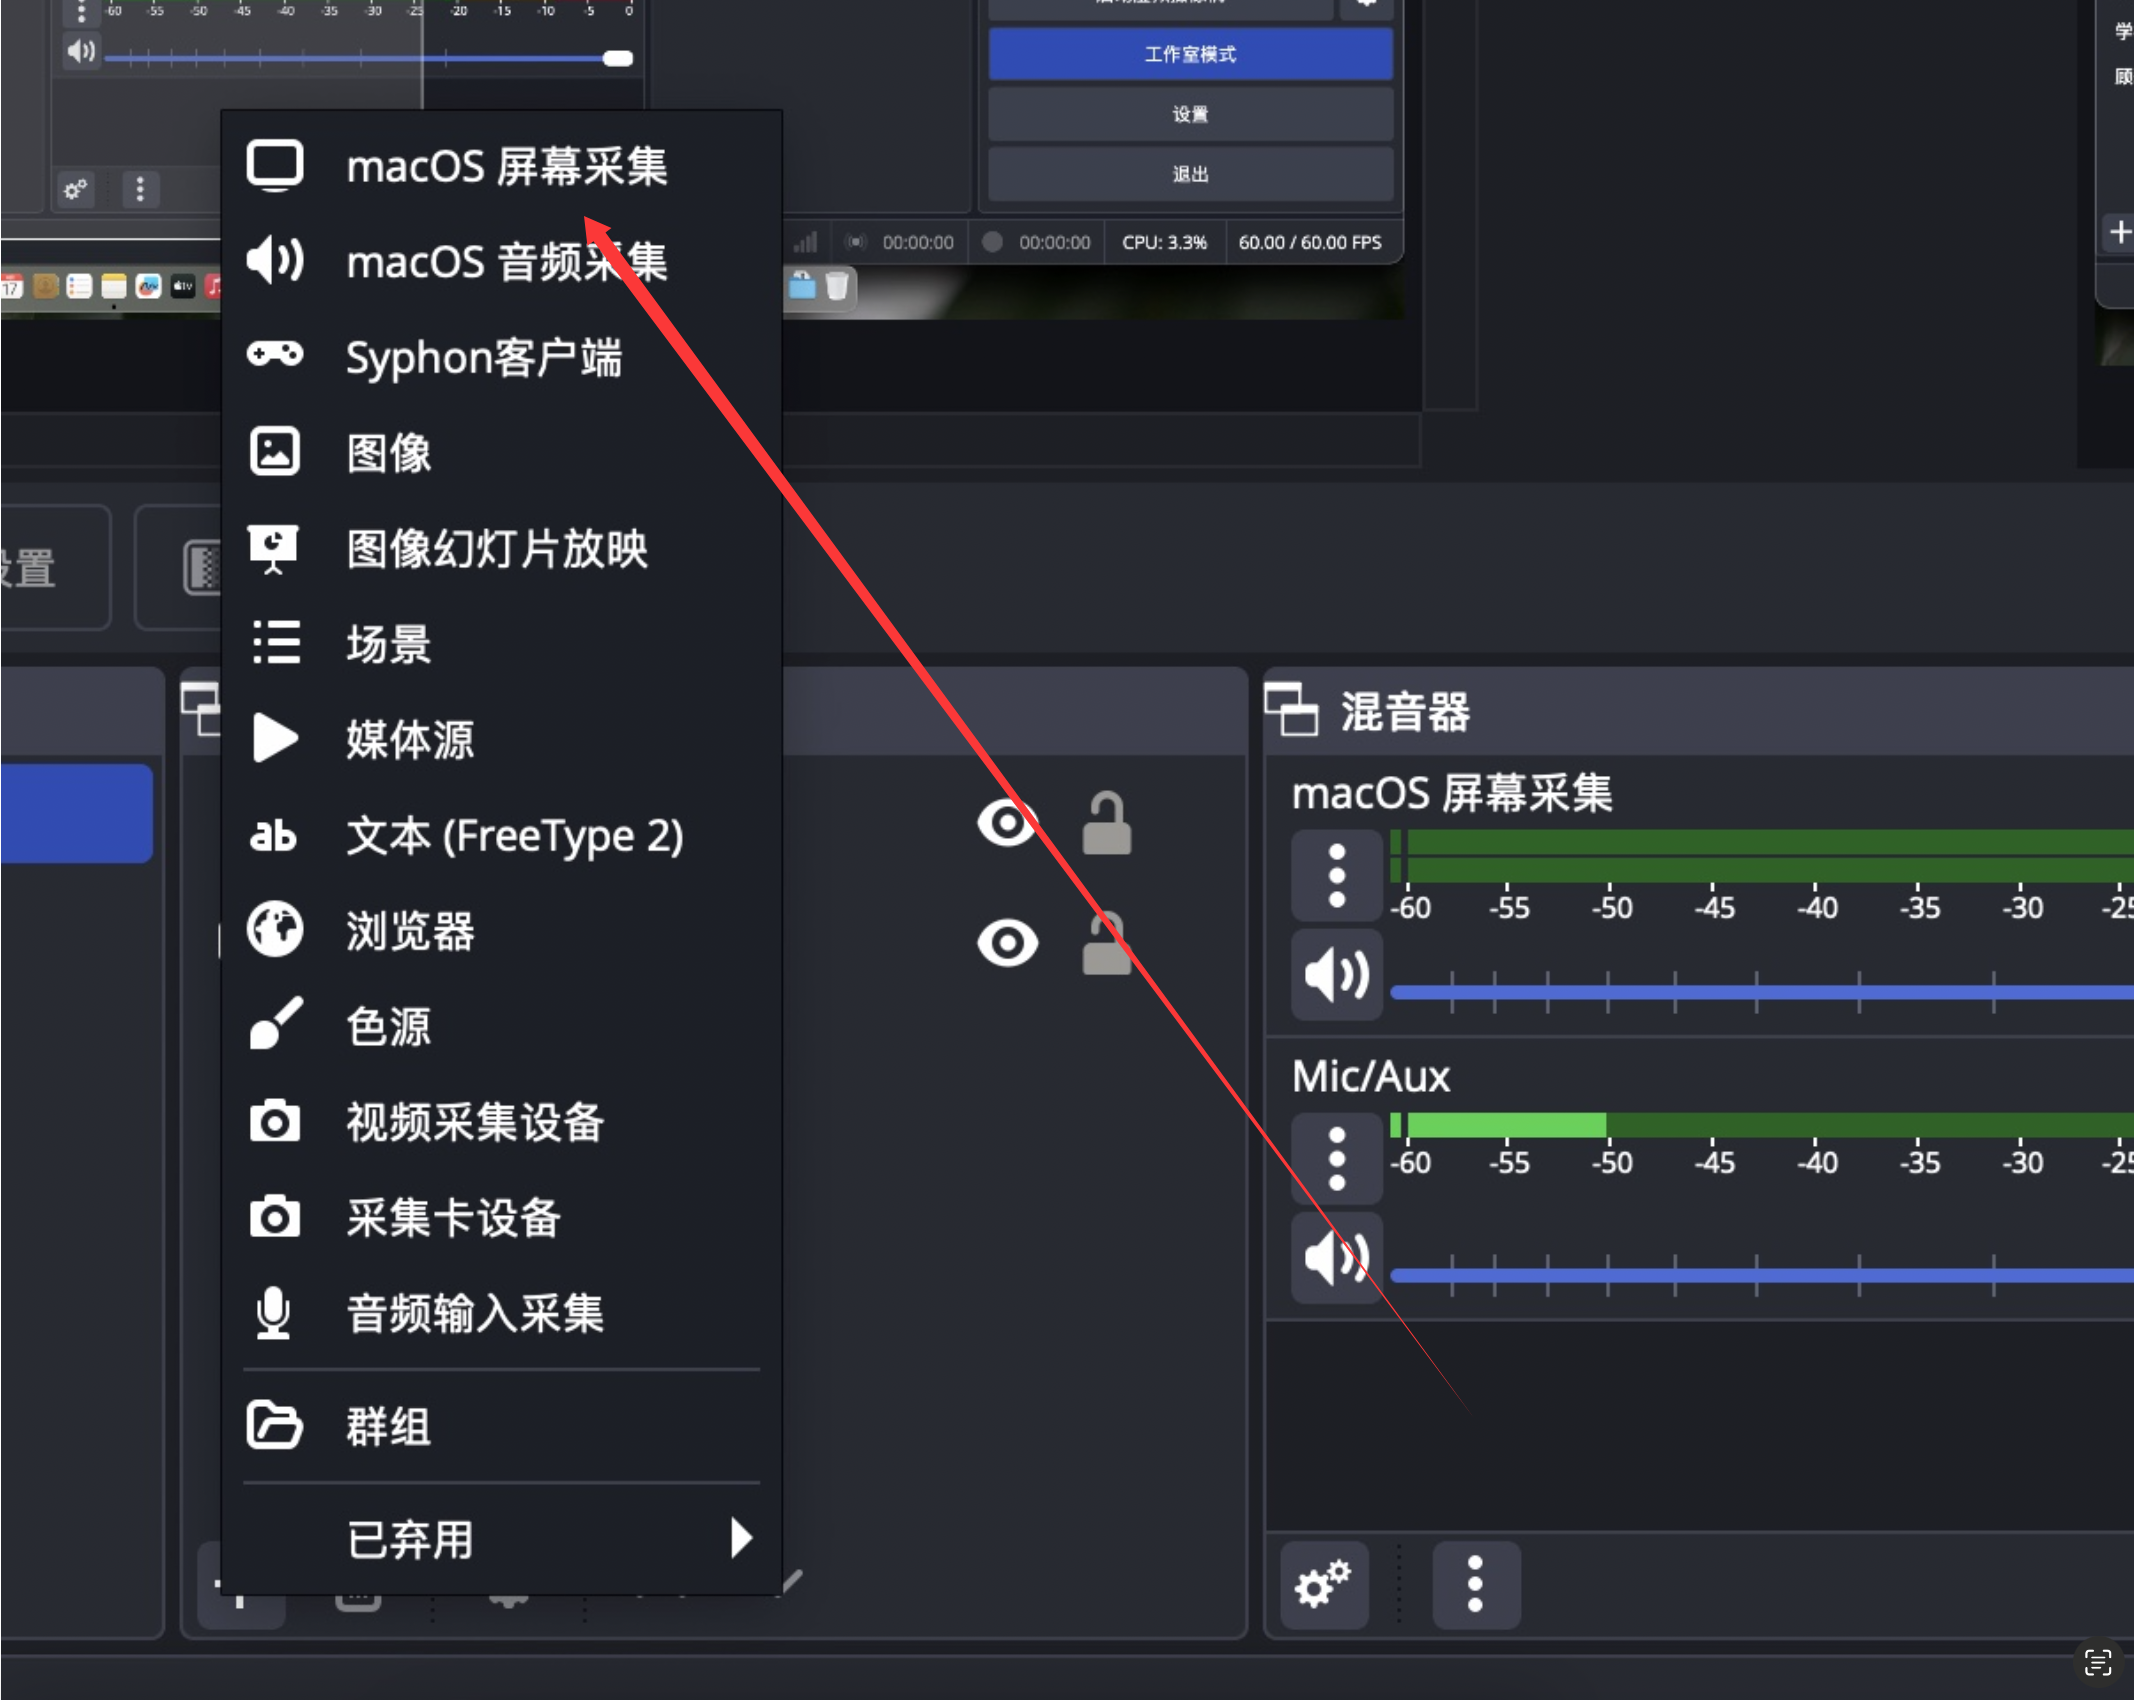 -60 -55 -50 -45 -40 -35 -30 -25 -20 -15 -10 -5 0
工作室模式
设置
退出
00:00:00 00:00:00 CPU: 3.3% 60.00 / 60.00 FPS
17
tv
学
顾
macOS 屏幕采集
macOS 音频采集
Syphon客户端
图像
图像幻灯片放映
场景
媒体源
ab 文本 (FreeType 2)
浏览器
色源
视频采集设备
采集卡设备
音频输入采集
群组
已弃用
置
混音器
macOS 屏幕采集
-60 -55 -50 -45 -40 -35 -30 -25
Mic/Aux
-60 -55 -50 -45 -40 -35 -30 -25